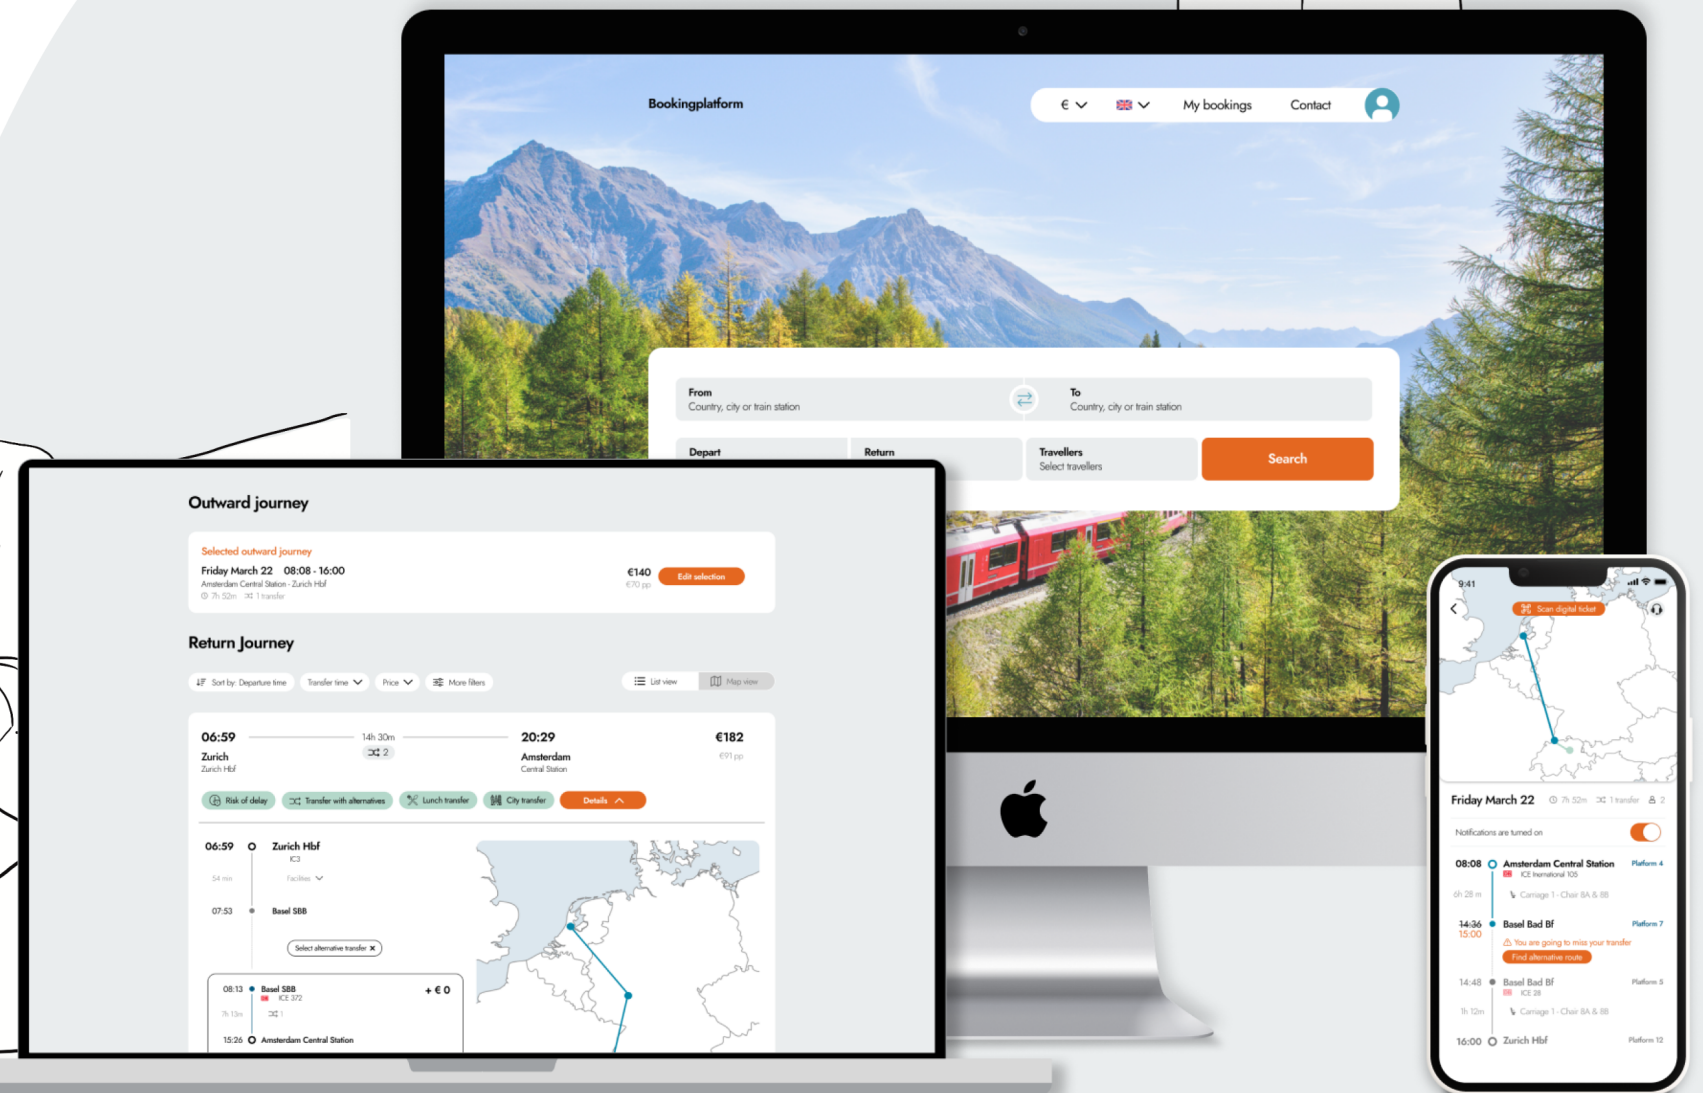 Bookingplatform
€
My bookings
Contact
From
Country, city or train station
To
Country, city or train station
Depart
Return
Travellers
Select travellers
Search
Outward journey
Selected outward journey
Friday March 22 08:08 - 16:00
Amsterdam Central Station - Zurich Hbf
7h 52m 1 transfer
€140
€70 pp
Edit selection
Return Journey
Sort by: Departure time
Transfer time
Price
More filters
List view
Map view
06:59
14h 30m
20:29
€182
Zurich
2
Amsterdam
€91 pp
Zurich Hbf
Central Station
Risk of delay
Transfer with alternatives
Lunch transfer
City transfer
Details
06:59 Zurich Hbf
IC3
54 min
Facilities
07:53 Basel SBB
Select alternative transfer ×
08:13 Basel SBB + € 0
ICE 372
7h 13m
1
15:26 Amsterdam Central Station
9:41
Scan digital ticket
Friday March 22 7h 52m 1 transfer 2
Notifications are turned on
08:08 Amsterdam Central Station Platform 4
ICE Inernational 105
6h 28 m Carriage 1 - Chair 8A & 8B
14:36 Basel Bad Bf Platform 7
15:00
You are going to miss your transfer
Find alternative route
14:48 Basel Bad Bf Platform 5
ICE 28
1h 12m Carriage 1 - Chair 8A & 8B
16:00 Zurich Hbf Platform 12